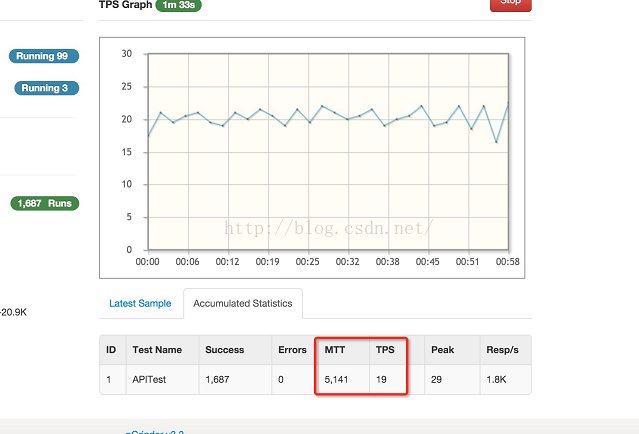 TPS Graph 1m 33s
Stop
Running 99
Running 3
1,687 Runs
20.9K
30
25
20
15
10
5
0
00:00 00:06 00:12 00:19 00:25 00:32 00:38 00:45 00:51 00:58
http://blog.csdn.net/
Latest Sample Accumulated Statistics
ID Test Name Success Errors MTT TPS Peak Resp/s
1 APITest 1,687 0 5,141 19 29 1.8K